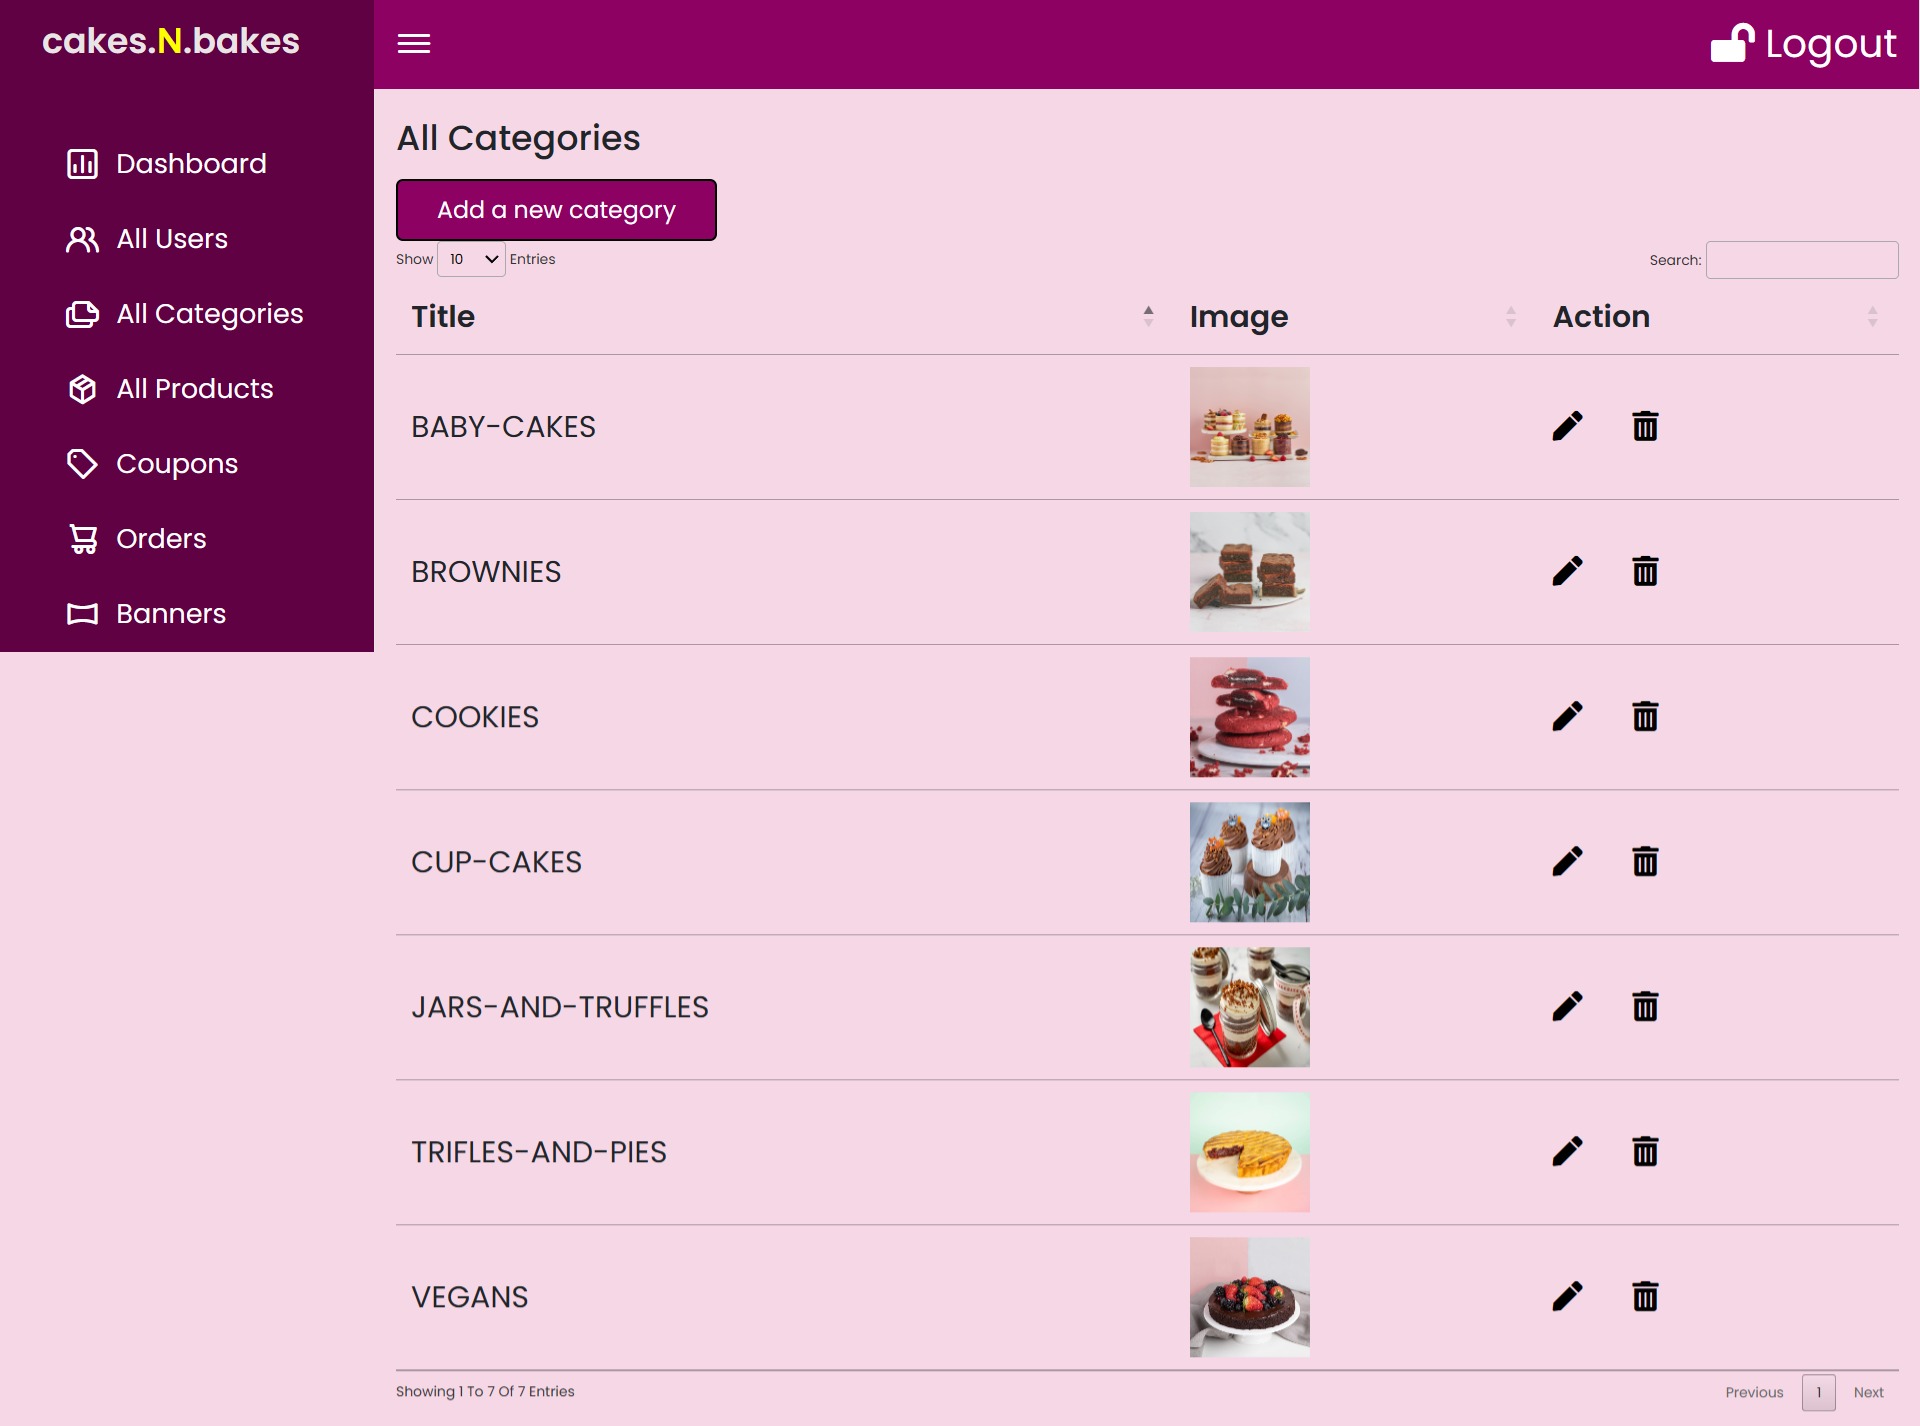 cakes.N.bakes
Logout
Dashboard
All Users
All Categories
All Products
Coupons
Orders
Banners
All Categories
Add a new category
Show 10 Entries
Search:
Title Image Action
BABY-CAKES
BROWNIES
COOKIES
CUP-CAKES
JARS-AND-TRUFFLES
TRIFLES-AND-PIES
VEGANS
Showing 1 To 7 Of 7 Entries
Previous 1 Next